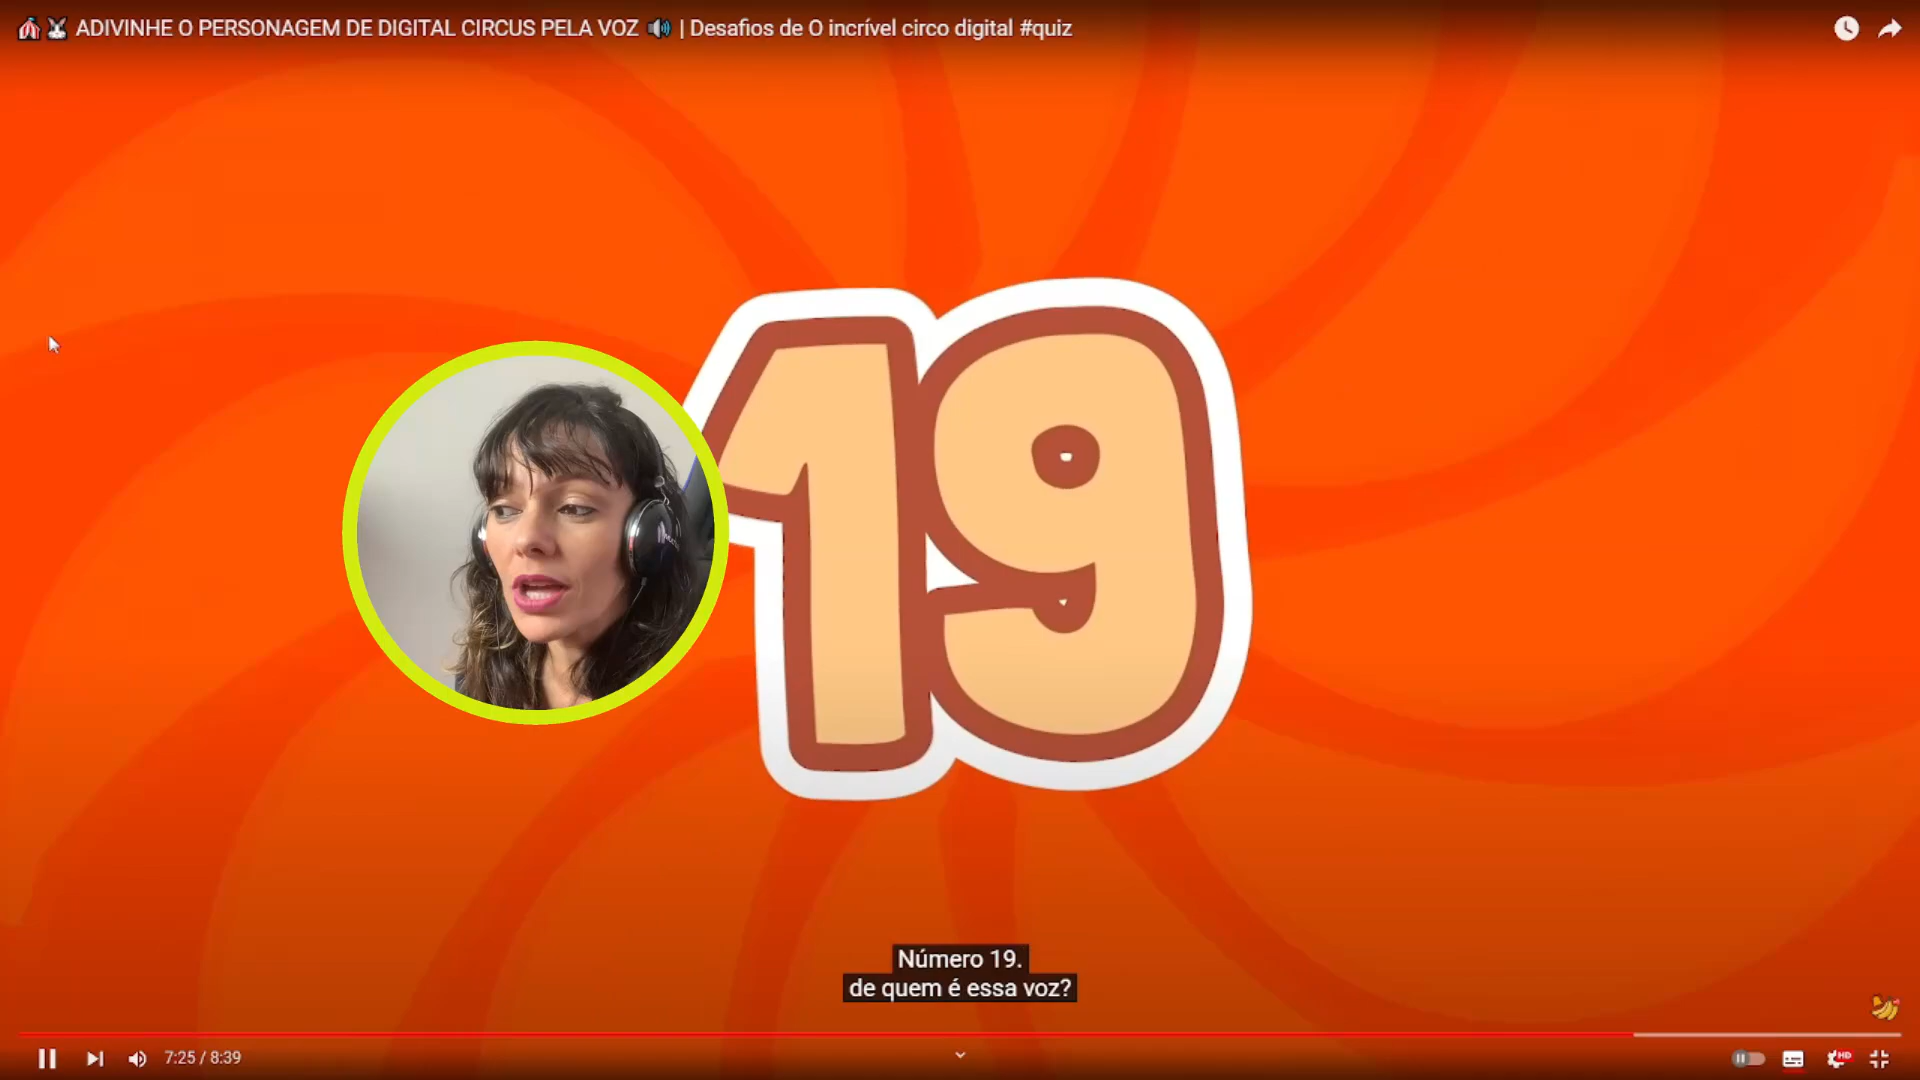 ADIVINHE O PERSONAGEM DE DIGITAL CIRCUS PELA VOZ | Desafios de O incrível circo digital #quiz
19
Número 19.
de quem é essa voz?
7:25 / 8:39
HD